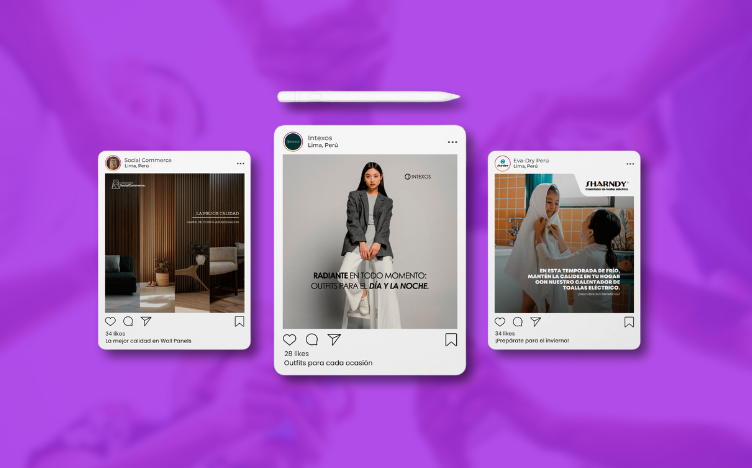 Social Commerce
Lima, Perú
LA MEJOR CALIDAD
34 likes
La mejor calidad en Wall Panels
Intexos
Lima, Perú
INTEXOS
RADIANTE EN TODO MOMENTO:
OUTFITS PARA EL DÍA Y LA NOCHE.
28 likes
Outfits para cada ocasión
Eva-Dry Perú
Lima, Perú
SHARNDY
EN ESTA TEMPORADA DE FRÍO,
MANTÉN LA CALIDEZ EN TU HOGAR
CON NUESTRO CALENTADOR DE
TOALLAS ELÉCTRICO.
34 likes
¡Prepárate para el invierno!